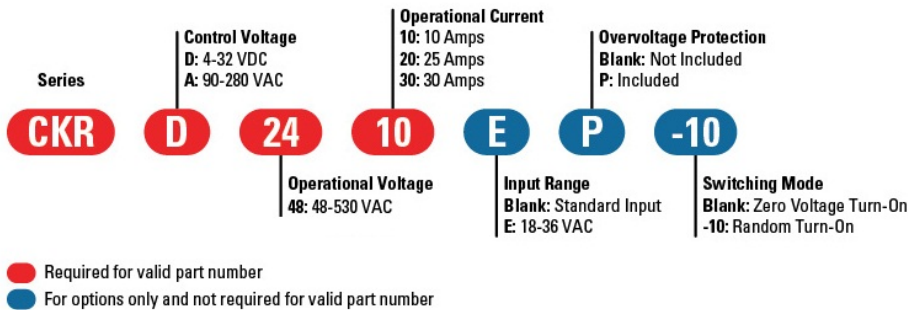 Series
Control Voltage
D: 4-32 VDC
A: 90-280 VAC
Operational Current
10: 10 Amps
20: 25 Amps
30: 30 Amps
Overvoltage Protection
Blank: Not Included
P: Included
CKR D 24 10 E P -10
Operational Voltage
48: 48-530 VAC
Input Range
Blank: Standard Input
E: 18-36 VAC
Switching Mode
Blank: Zero Voltage Turn-On
-10: Random Turn-On
Required for valid part number
For options only and not required for valid part number